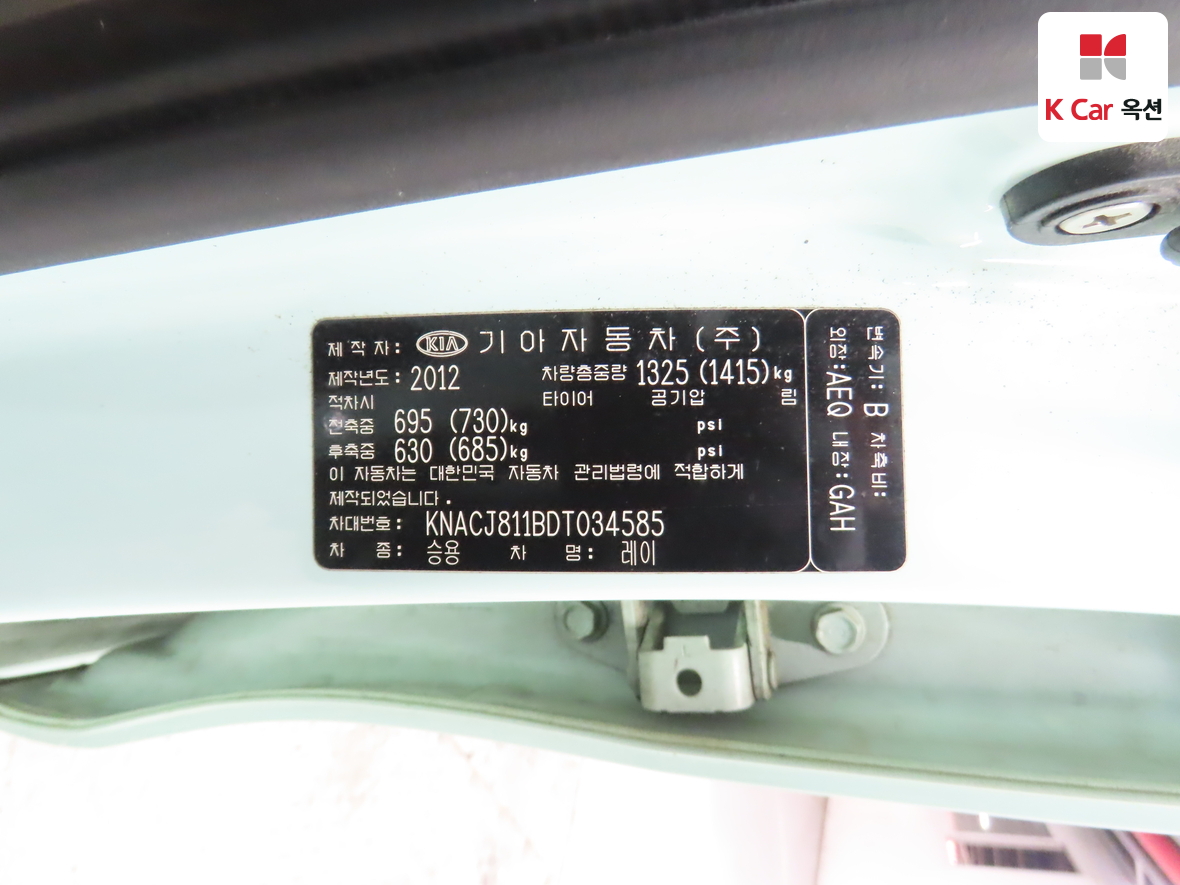 K Car 옥션
제 작 자: KIA 기아자동차(주)
제작년도: 2012 차량총중량 1325 (1415)kg
적차시 타이어 공기압 림
전축중 695 (730)kg psi
후축중 630 (685)kg psi
이 자동차는 대한민국 자동차 관리법령에 적합하게
제작되었습니다.
차대번호: KNACJ811BDT034585
차 종: 승용 차 명: 레이
변속기: B 차축비:
외장:AEQ 내장:GAH